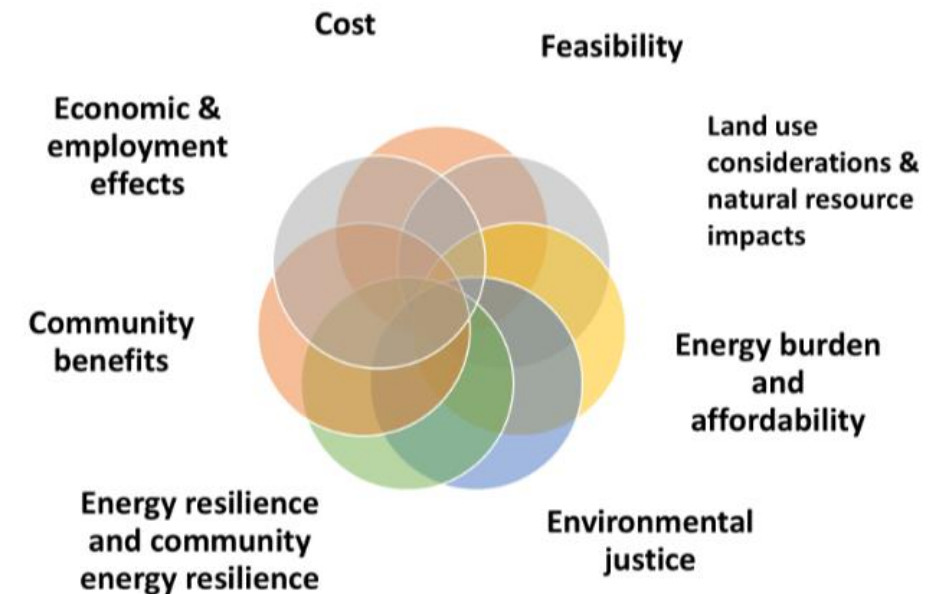 Cost
Feasibility
Economic &
employment
effects
Land use
considerations &
natural resource
impacts
Community
benefits
Energy burden
and
affordability
Energy resilience
and community
energy resilience
Environmental
justice